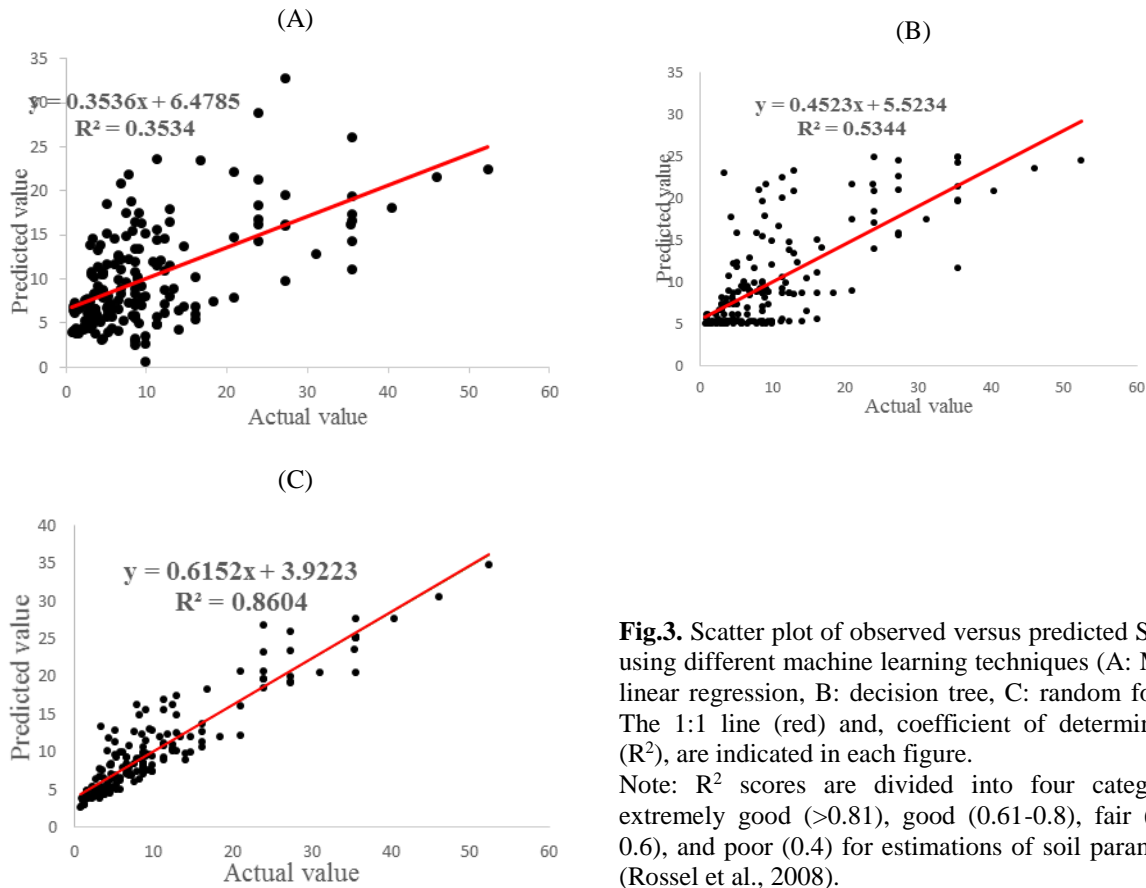 (A)
35
30
25
20
15
10
5
0
y = 0.3536x + 6.4785
R² = 0.3534
Predicted value
0 10 20 30 40 50 60
Actual value
(B)
35
30
25
20
15
10
5
0
y = 0.4523x + 5.5234
R² = 0.5344
Predicted value
0 10 20 30 40 50 60
Actual value
(C)
40
35
30
25
20
15
10
5
0
y = 0.6152x + 3.9223
R² = 0.8604
Predicted value
0 10 20 30 40 50 60
Actual value
Fig.3. Scatter plot of observed versus predicted
using different machine learning techniques (A:
linear regression, B: decision tree, C: random
The 1:1 line (red) and, coefficient of
(R²), are indicated in each figure.
Note: R² scores are divided into four
extremely good (>0.81), good (0.61-0.8), fair
0.6), and poor (0.4) for estimations of soil
(Rossel et al., 2008).